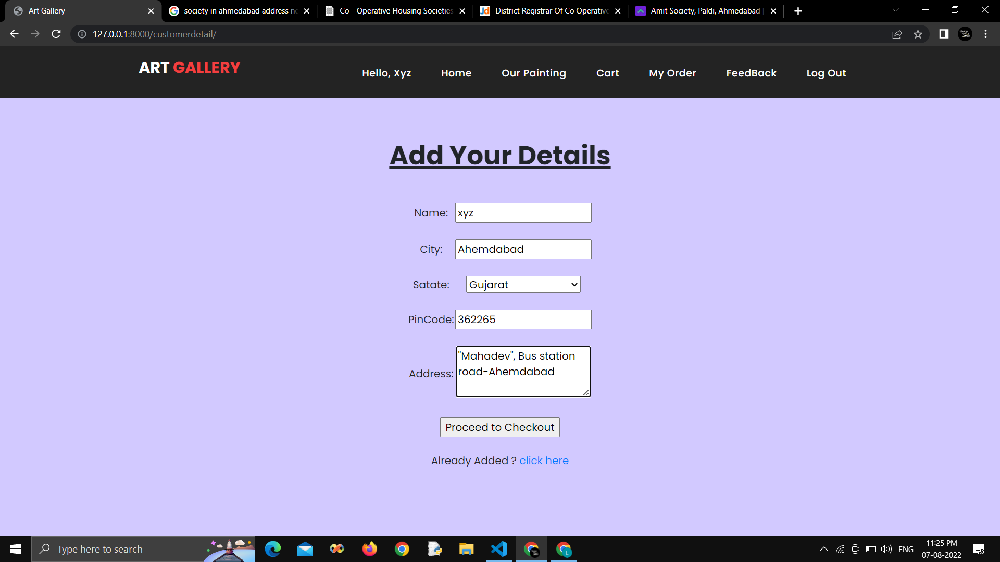 Art Gallery
society in ahmedabad address ne
Co - Operative Housing Societies
Jd District Registrar Of Co Operative
Amit Society, Paldi, Ahmedabad |
127.0.0.1:8000/customerdetail/
ART GALLERY
Hello, Xyz
Home
Our Painting
Cart
My Order
FeedBack
Log Out
Add Your Details
Name: xyz
City: Ahemdabad
Satate: Gujarat
PinCode: 362265
Address: "Mahadev", Bus station
road-Ahemdabad
Proceed to Checkout
Already Added ? click here
Type here to search
L
ENG
11:25 PM
07-08-2022